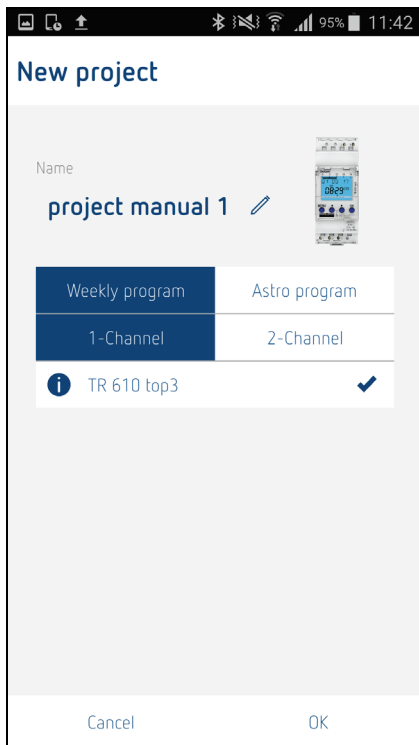 95% 11:42
New project
Name
project manual 1
Weekly program Astro program
1-Channel 2-Channel
i TR 610 top3
Cancel OK